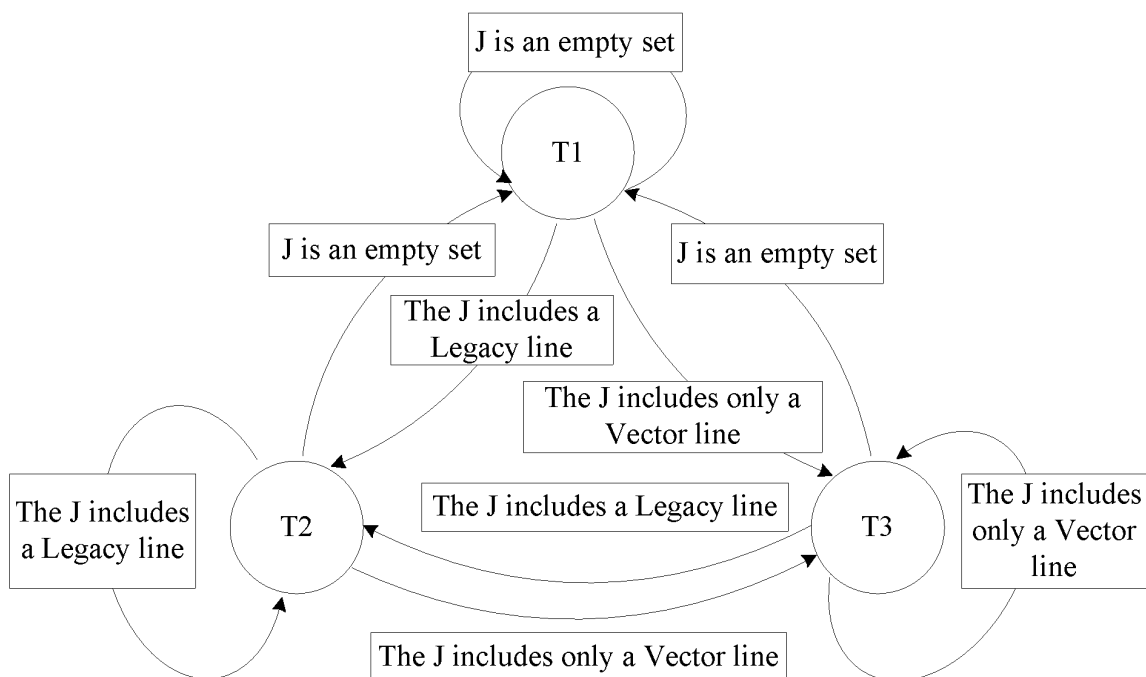 J is an empty set
T1
J is an empty set
J is an empty set
The J includes a
Legacy line
The J includes only a
Vector line
The J includes
a Legacy line
T2
The J includes a Legacy line
T3
The J includes
only a Vector
line
The J includes only a Vector line